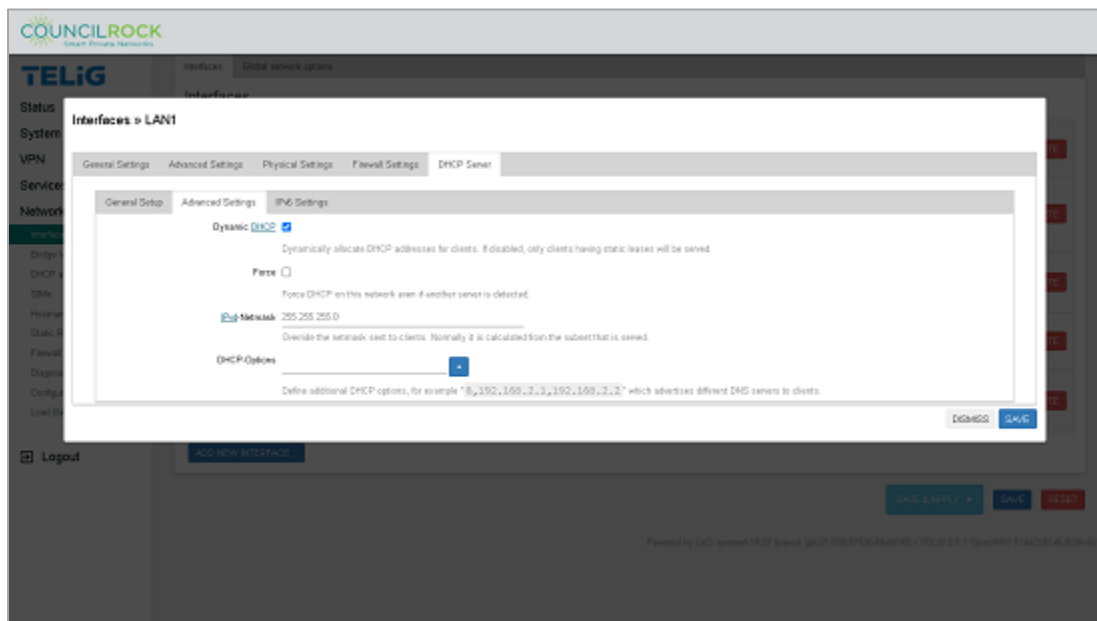 COUNCILROCK
Smart Private Networks
TELiG
Interfaces Global network options
Interfaces
Status
System
VPN
Services
Network
Interfaces » LAN1
General Settings Advanced Settings Physical Settings Firewall Settings DHCP Server
General Setup Advanced Settings IPv6 Settings
Dynamic DHCP
Dynamically allocate DHCP addresses for clients. If disabled, only clients having static leases will be served.
Force
Force DHCP on this network even if another server is detected.
IPv4-Netmask 255.255.255.0
Override the netmask sent to clients. Normally it is calculated from the subnet that is served.
DHCP-Options
+
Define additional DHCP options, for example "6,192.168.2.1,192.168.2.2" which advertises different DNS servers to clients.
DISMISS SAVE
Logout
ADD NEW INTERFACE...
SAVE & APPLY SAVE RESET